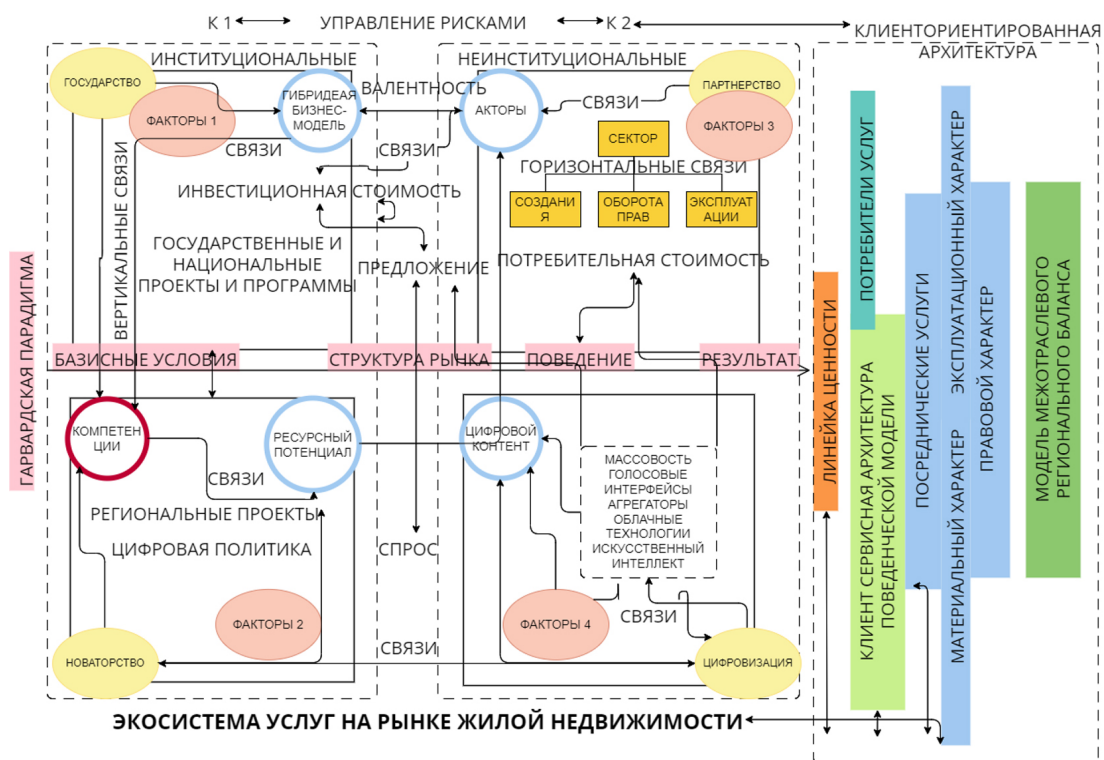 К 1
УПРАВЛЕНИЕ РИСКАМИ
К 2
КЛИЕНТОРИЕНТИРОВАННАЯ
АРХИТЕКТУРА
ИНСТИТУЦИОНАЛЬНЫЕ
НЕИНСТИТУЦИОНАЛЬНЫЕ
ГОСУДАРСТВО
ФАКТОРЫ 1
ГИБРИДЕАЯ
БИЗНЕС-
МОДЕЛЬ
ВАЛЕНТНОСТЬ
АКТОРЫ
СВЯЗИ
ПАРТНЕРСТВО
ФАКТОРЫ 3
СВЯЗИ
СВЯЗИ
СЕКТОР
ГОРИЗОНТАЛЬНЫЕ СВЯЗИ
СОЗДАНИ
Я
ОБОРОТА
ПРАВ
ЭКСПЛУАТ
АЦИИ
ВЕРТИКАЛЬНЫЕ СВЯЗИ
ИНВЕСТИЦИОННАЯ СТОИМОСТЬ
ГОСУДАРСТВЕННЫЕ И
НАЦИОНАЛЬНЫЕ
ПРОЕКТЫ И ПРОГРАММЫ
ПРЕДЛОЖЕНИЕ
ПОТРЕБИТЕЛЬНАЯ СТОИМОСТЬ
ГАРВАРДСКАЯ ПАРАДИГМА
БАЗИСНЫЕ УСЛОВИЯ
СТРУКТУРА РЫНКА
ПОВЕДЕНИЕ
РЕЗУЛЬТАТ
КОМПЕТЕН
ЦИИ
РЕСУРСНЫЙ
ПОТЕНЦИАЛ
ЦИФРОВОЙ
КОНТЕНТ
СВЯЗИ
МАССОВОСТЬ
ГОЛОСОВЫЕ
ИНТЕРФЕЙСЫ
АГРЕГАТОРЫ
ОБЛАЧНЫЕ
ТЕХНОЛОГИИ
ИСКУССТВЕННЫЙ
ИНТЕЛЛЕКТ
РЕГИОНАЛЬНЫЕ ПРОЕКТЫ
ЦИФРОВАЯ ПОЛИТИКА
СПРОС
ФАКТОРЫ 2
ФАКТОРЫ 4
СВЯЗИ
НОВАТОРСТВО
СВЯЗИ
ЦИФРОВИЗАЦИЯ
ЭКОСИСТЕМА УСЛУГ НА РЫНКЕ ЖИЛОЙ НЕДВИЖИМОСТИ
ЛИНЕЙКА ЦЕННОСТИ
ПОТРЕБИТЕЛИ УСЛУГ
КЛИЕНТ СЕРВИСНАЯ АРХИТЕКТУРА
ПОВЕДЕНЧЕСКОЙ МОДЕЛИ
ПОСРЕДНИЧЕСКИЕ УСЛУГИ
МАТЕРИАЛЬНЫЙ ХАРАКТЕР
ЭКСПЛУАТАЦИОННЫЙ ХАРАКТЕР
ПРАВОВОЙ ХАРАКТЕР
МОДЕЛЬ МЕЖОТРАСЛЕВОГО
РЕГИОНАЛЬНОГО БАЛАНСА